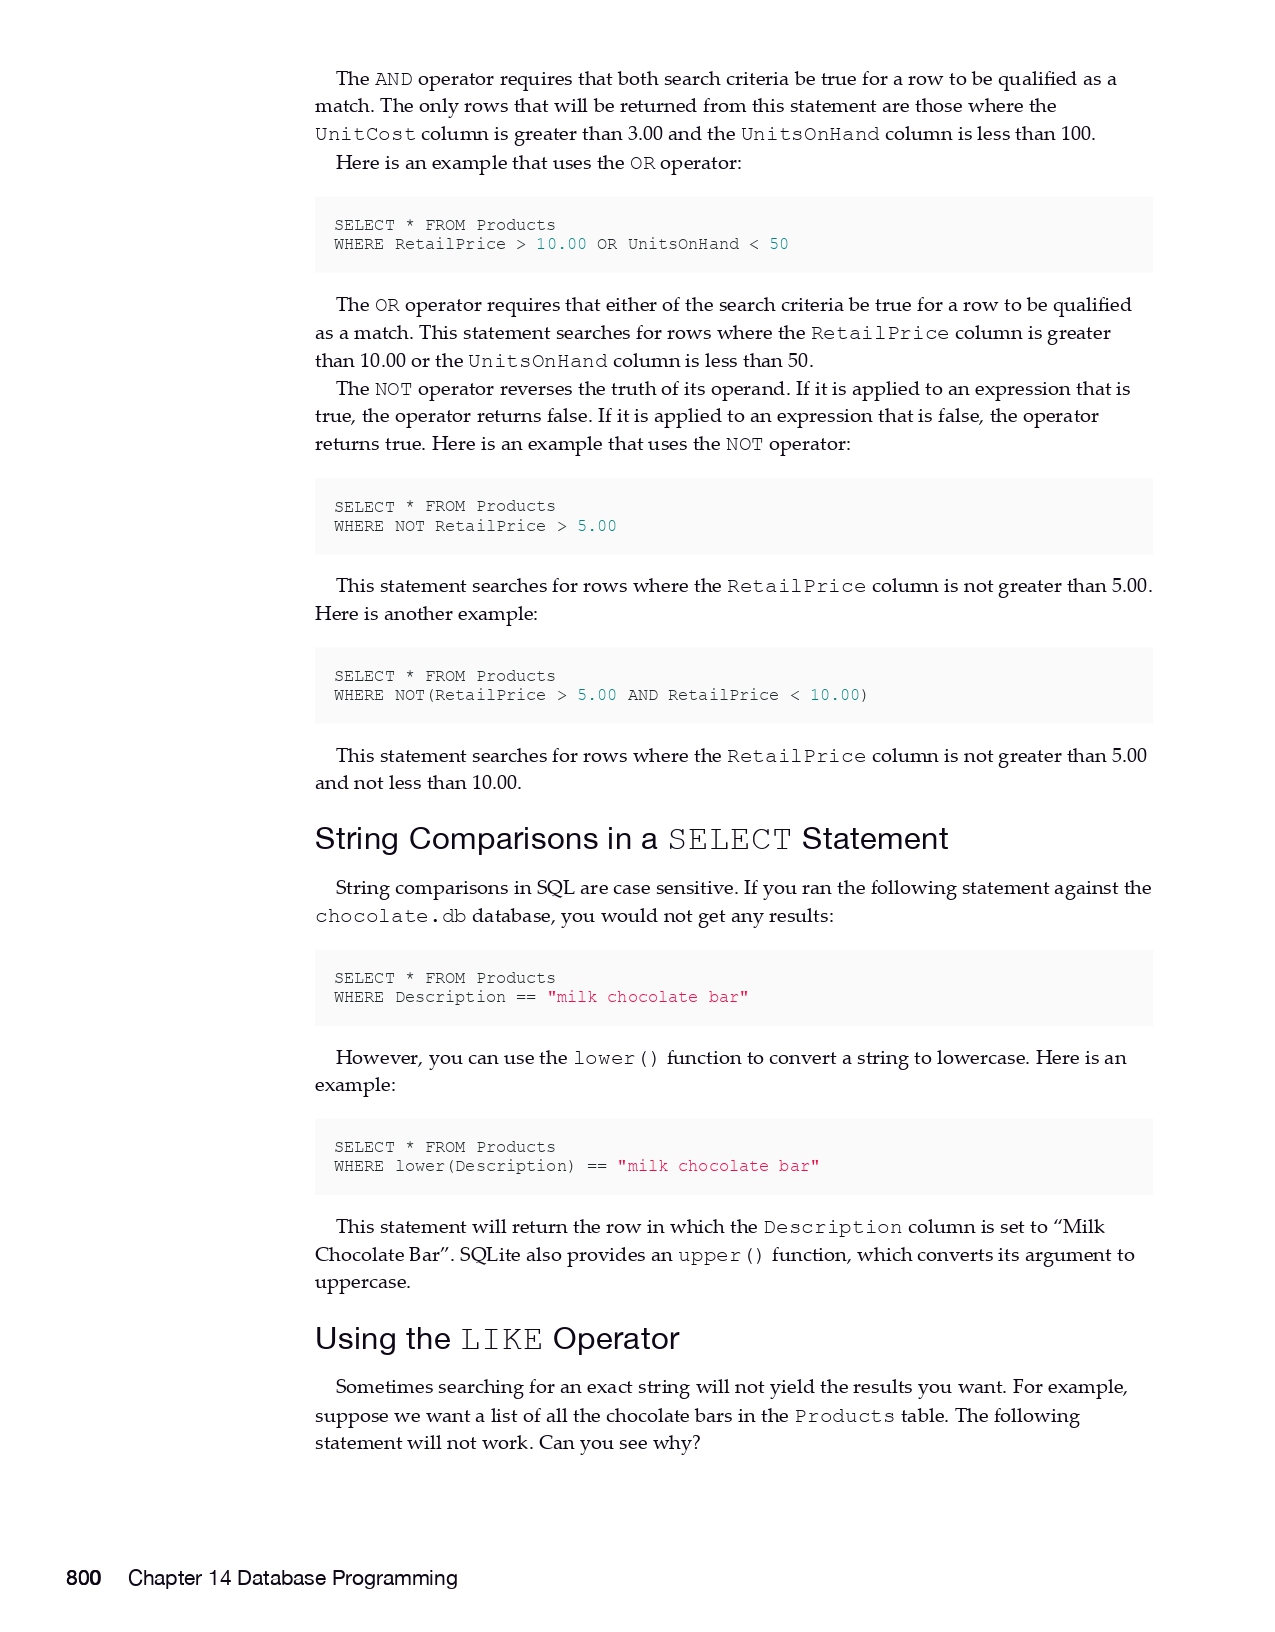 The AND operator requires that both search criteria be true for a row to be qualified as a
match. The only rows that will be returned from this statement are those where the
UnitCost column is greater than 3.00 and the UnitsOnHand column is less than 100.
Here is an example that uses the OR operator:
SELECT * FROM Products
WHERE RetailPrice > 10.00 OR UnitsOnHand < 50
The OR operator requires that either of the search criteria be true for a row to be qualified
as a match. This statement searches for rows where the RetailPrice column is greater
than 10.00 or the UnitsOnHand column is less than 50.
The NOT operator reverses the truth of its operand. If it is applied to an expression that is
true, the operator returns false. If it is applied to an expression that is false, the operator
returns true. Here is an example that uses the NOT operator:
SELECT * FROM Products
WHERE NOT RetailPrice > 5.00
This statement searches for rows where the RetailPrice column is not greater than 5.00.
Here is another example:
SELECT * FROM Products
WHERE NOT(RetailPrice > 5.00 AND RetailPrice < 10.00)
This statement searches for rows where the RetailPrice column is not greater than 5.00
and not less than 10.00.
String Comparisons in a SELECT Statement
String comparisons in SQL are case sensitive. If you ran the following statement against the
chocolate.db database, you would not get any results:
SELECT * FROM Products
WHERE Description == "milk chocolate bar"
However, you can use the lower() function to convert a string to lowercase. Here is an
example:
SELECT * FROM Products
WHERE lower(Description) == "milk chocolate bar"
This statement will return the row in which the Description column is set to “Milk
Chocolate Bar”. SQLite also provides an upper() function, which converts its argument to
uppercase.
Using the LIKE Operator
Sometimes searching for an exact string will not yield the results you want. For example,
suppose we want a list of all the chocolate bars in the Products table. The following
statement will not work. Can you see why?
800 Chapter 14 Database Programming